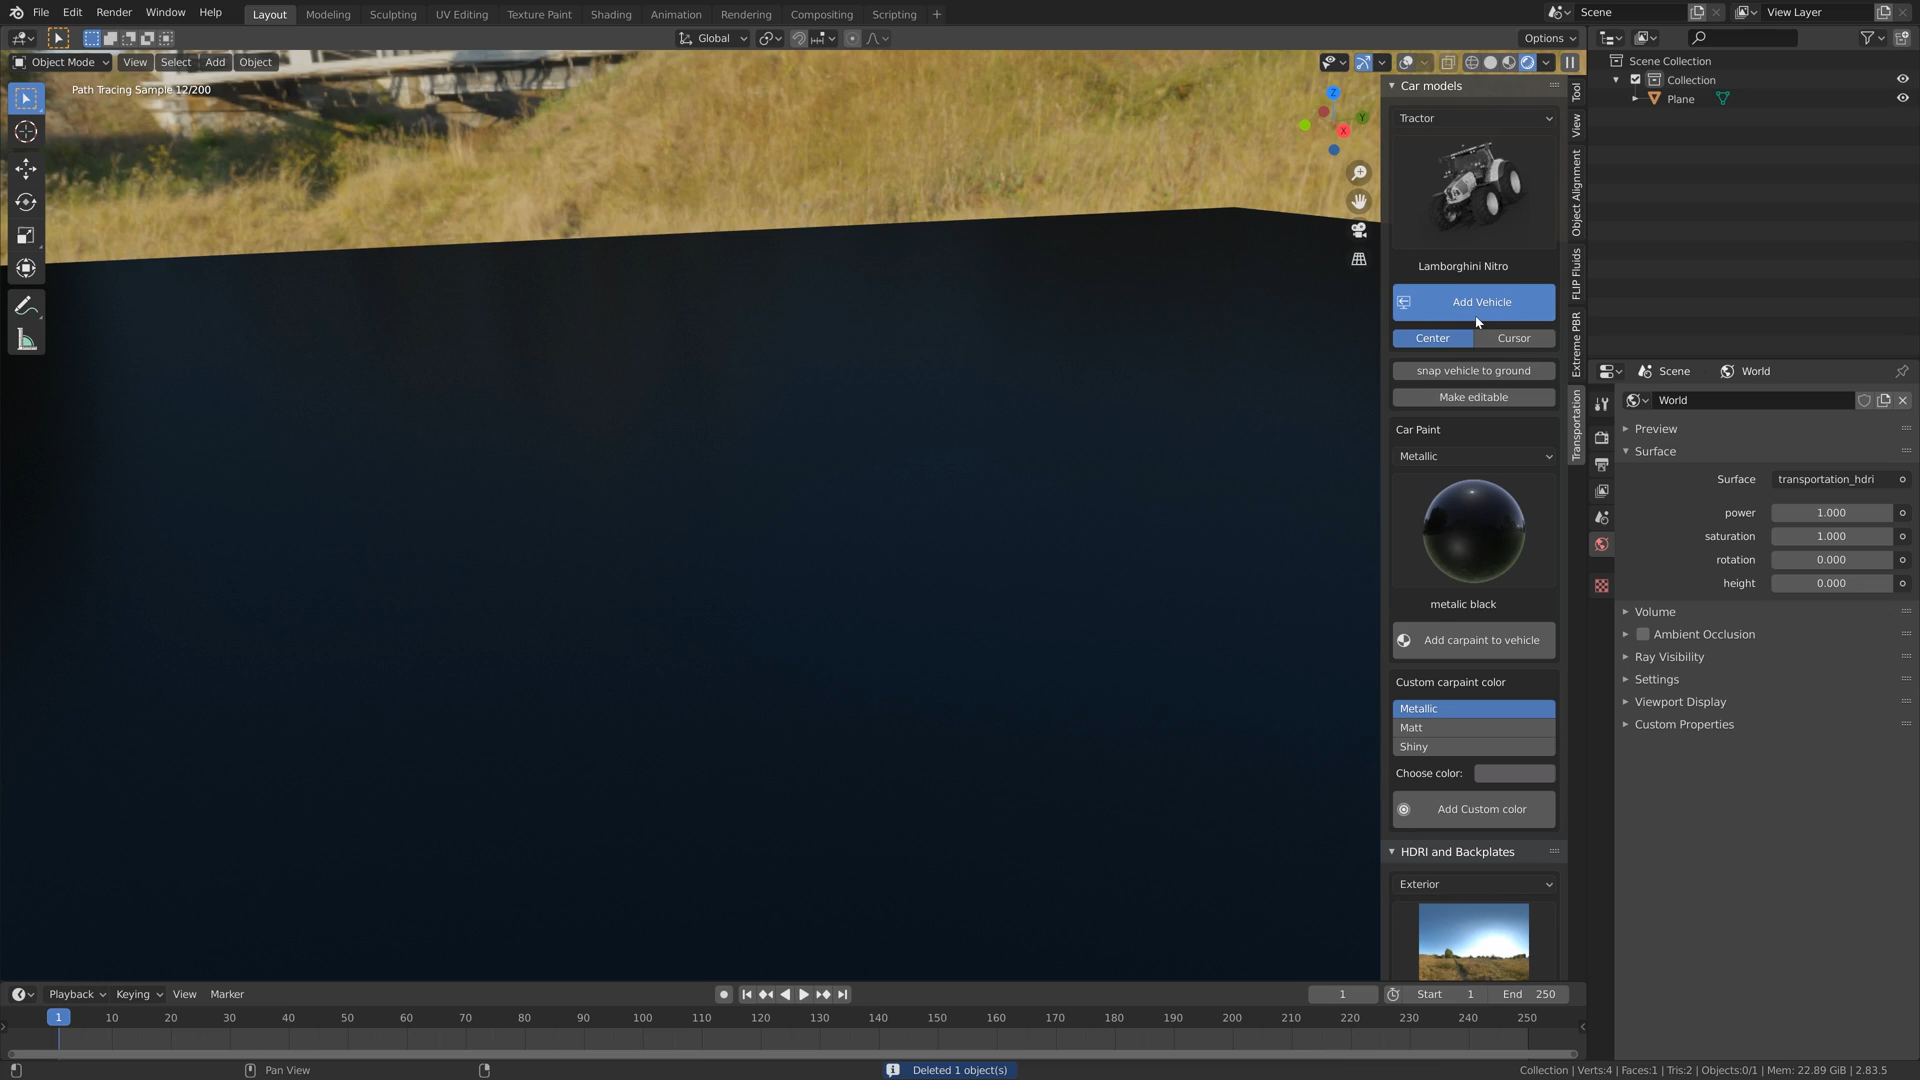 File Edit Render Window Help Layout Modeling Sculpting UV Editing Texture Paint Shading Animation Rendering Compositing Scripting + Scene View Layer
Global Options
Object Mode View Select Add Object
Path Tracing Sample 12/200
Z
Y
X
Car models
Tractor
Lamborghini Nitro
Add Vehicle
Center Cursor
snap vehicle to ground
Make editable
Car Paint
Metallic
metalic black
Add carpaint to vehicle
Custom carpaint color
Metallic
Matt
Shiny
Choose color:
Add Custom color
HDRI and Backplates
Exterior
Tool
View
Object Alignment
FLIP Fluids
Extreme PBR
Transportation
Scene Collection
Collection
Plane
Scene World
World
Preview
Surface
Surface transportation_hdri
power 1.000
saturation 1.000
rotation 0.000
height 0.000
Volume
Ambient Occlusion
Ray Visibility
Settings
Viewport Display
Custom Properties
Playback Keying View Marker 1 Start 1 End 250
1 10 20 30 40 50 60 70 80 90 100 110 120 130 140 150 160 170 180 190 200 210 220 230 240 250
Pan View Deleted 1 object(s) Collection | Verts:4 | Faces:1 | Tris:2 | Objects:0/1 | Mem: 22.89 GiB | 2.83.5